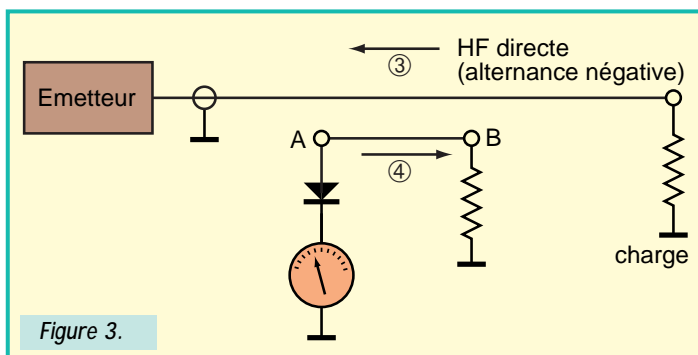 HF directe
(alternance négative)
③
Emetteur
A
B
④
charge
Figure 3.